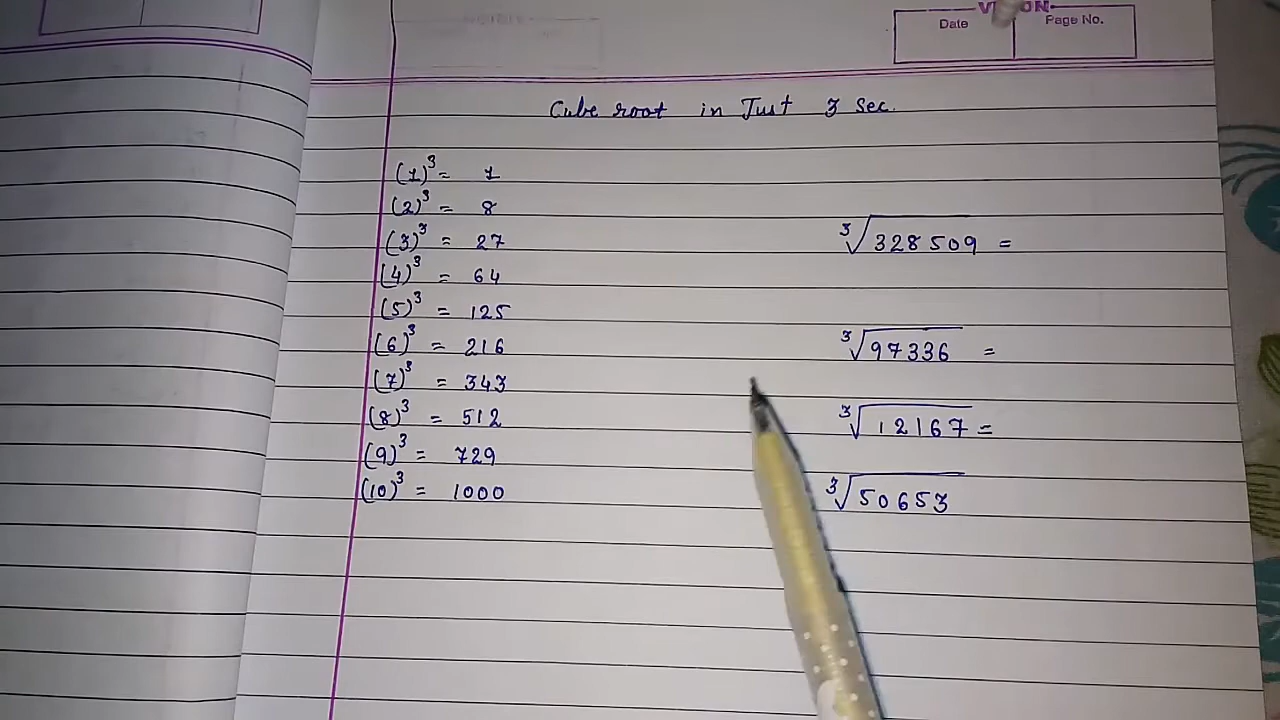 Date
Page No.
Cube root in Just 3 Sec.
(1)³ = 1
(2)³ = 8
(3)³ = 27
(4)³ = 64
(5)³ = 125
(6)³ = 216
(7)³ = 343
(8)³ = 512
(9)³ = 729
(10)³ = 1000
³√328509 =
³√97336 =
³√12167 =
³√50653